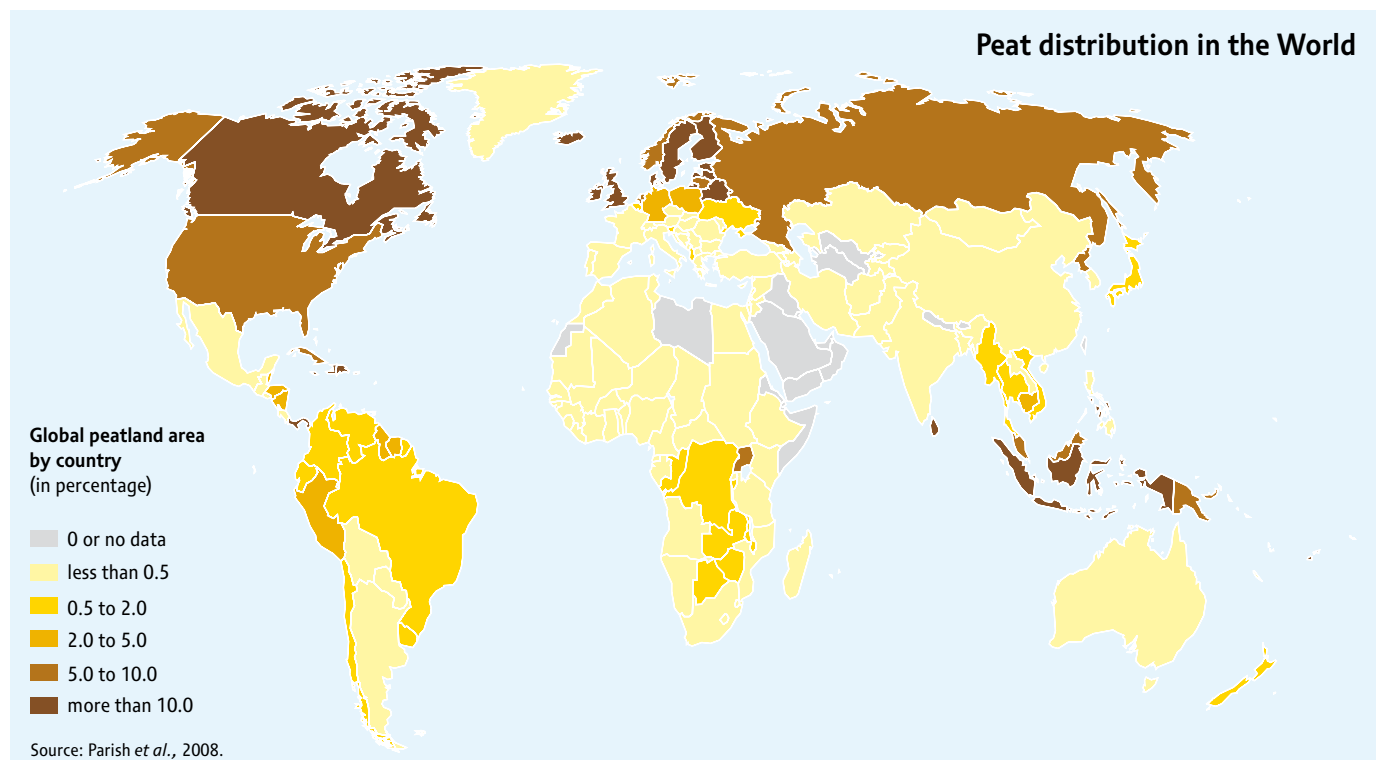 Peat distribution in the World
Global peatland area
by country
(in percentage)
0 or no data
less than 0.5
0.5 to 2.0
2.0 to 5.0
5.0 to 10.0
more than 10.0
Source: Parish et al., 2008.